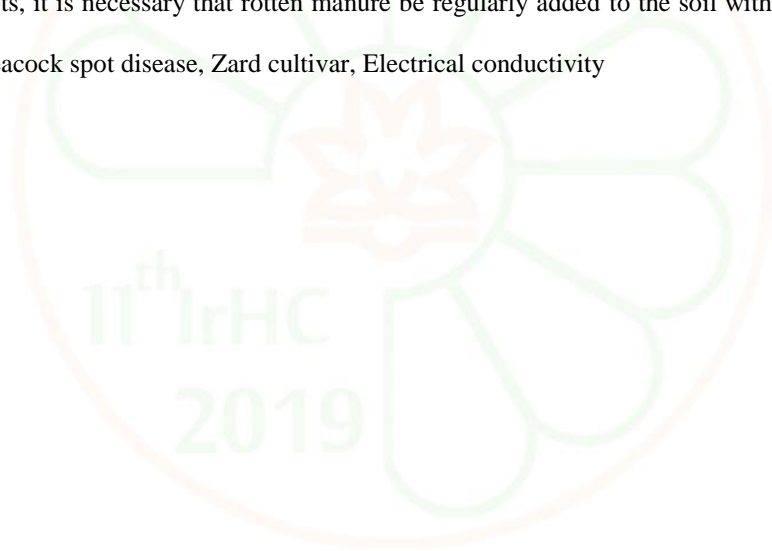 ts, it is necessary that rotten manure be regularly added to the soil with
eacock spot disease, Zard cultivar, Electrical conductivity
11th IrHC
2019